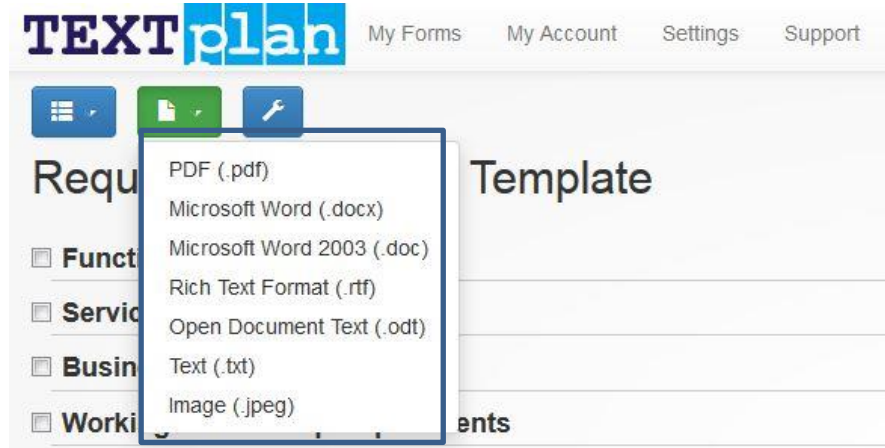 TEXTplan My Forms My Account Settings Support
Requ Template
PDF (.pdf)
Microsoft Word (.docx)
Microsoft Word 2003 (.doc)
Rich Text Format (.rtf)
Open Document Text (.odt)
Text (.txt)
Image (.jpeg)
Functi
Servic
Busin
Worki ents